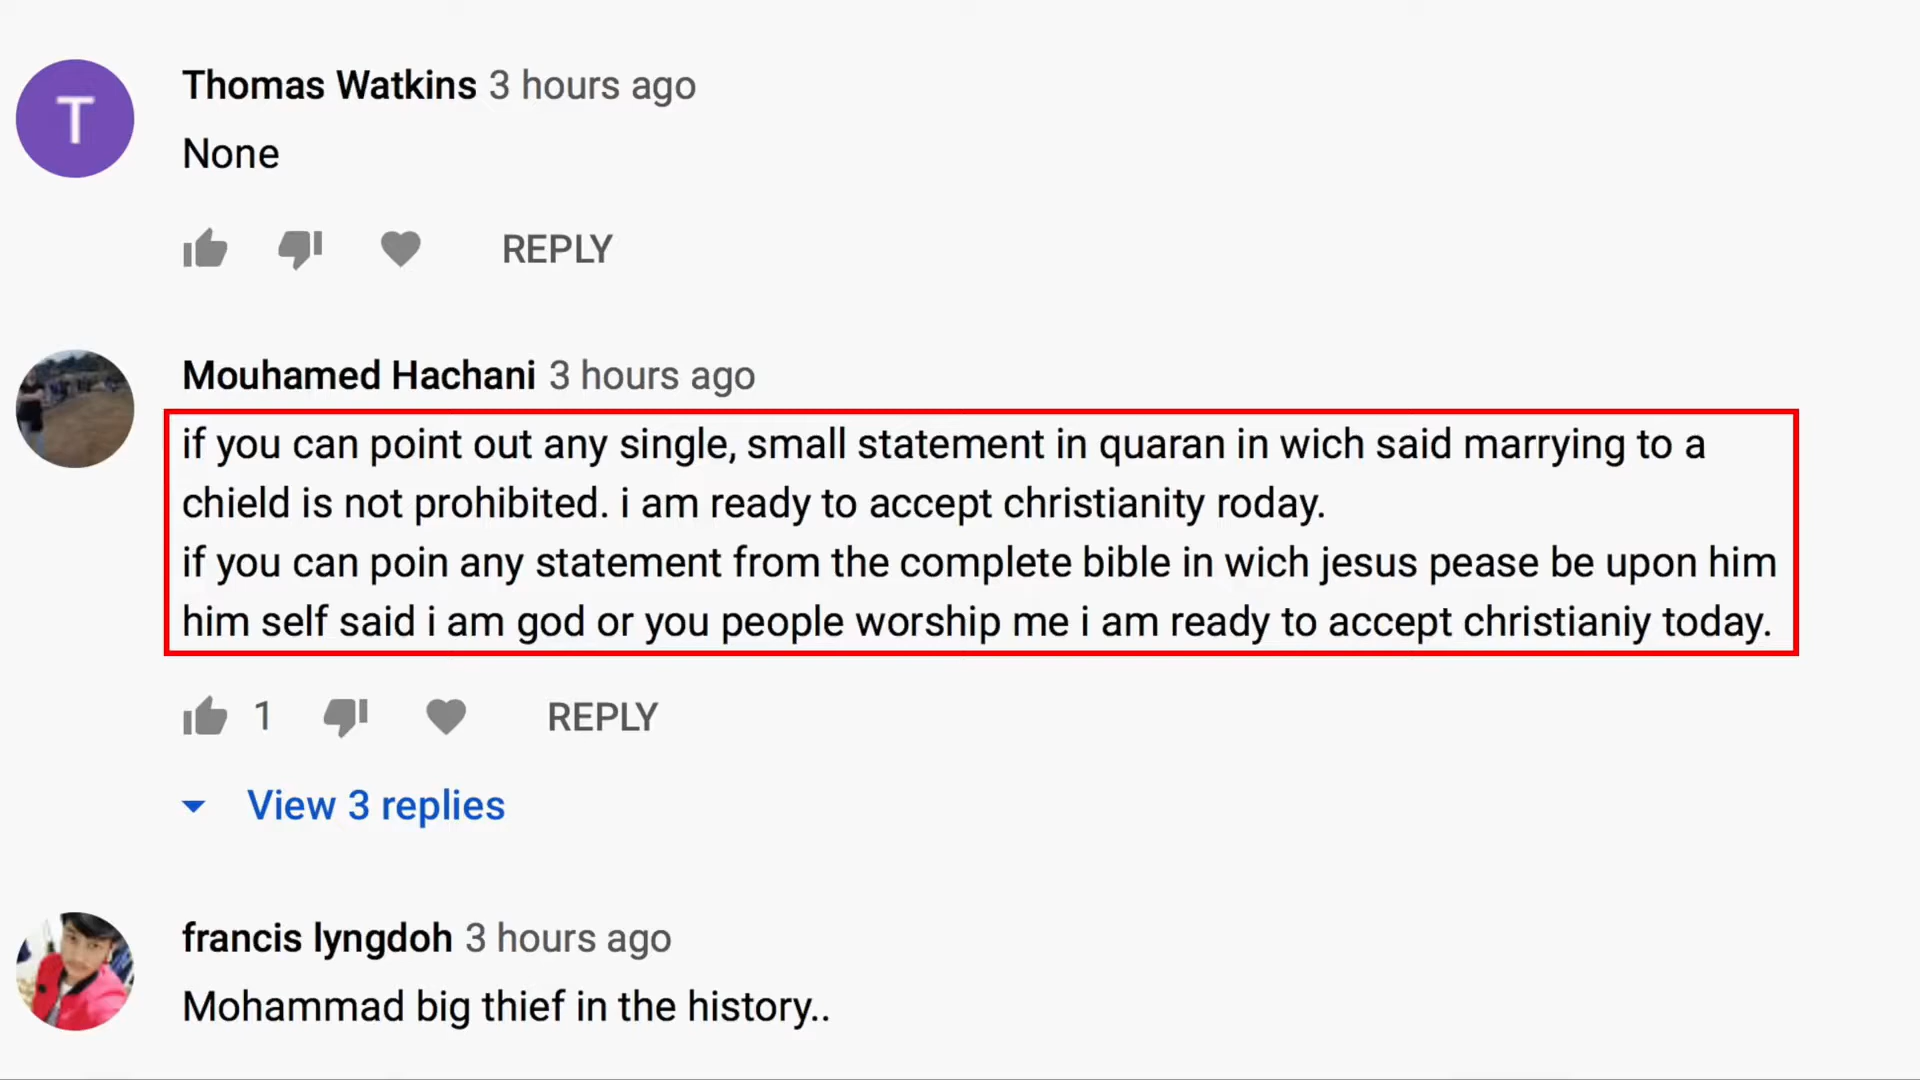 T
Thomas Watkins 3 hours ago
None
REPLY
Mouhamed Hachani 3 hours ago
if you can point out any single, small statement in quaran in wich said marrying to a
chield is not prohibited. i am ready to accept christianity roday.
if you can poin any statement from the complete bible in wich jesus pease be upon him
him self said i am god or you people worship me i am ready to accept christianiy today.
1 REPLY
View 3 replies
francis lyngdoh 3 hours ago
Mohammad big thief in the history..